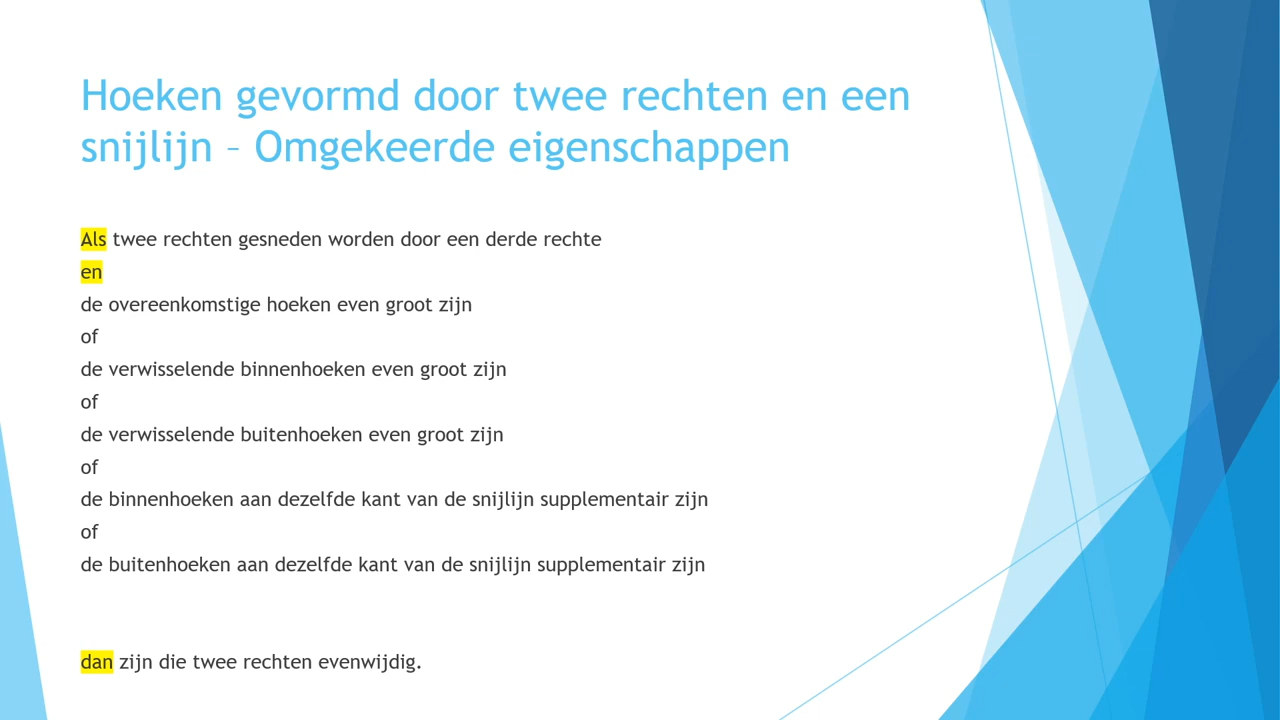 Hoeken gevormd door twee rechten en een
snijlijn – Omgekeerde eigenschappen
Als twee rechten gesneden worden door een derde rechte
en
de overeenkomstige hoeken even groot zijn
of
de verwisselende binnenhoeken even groot zijn
of
de verwisselende buitenhoeken even groot zijn
of
de binnenhoeken aan dezelfde kant van de snijlijn supplementair zijn
of
de buitenhoeken aan dezelfde kant van de snijlijn supplementair zijn
dan zijn die twee rechten evenwijdig.